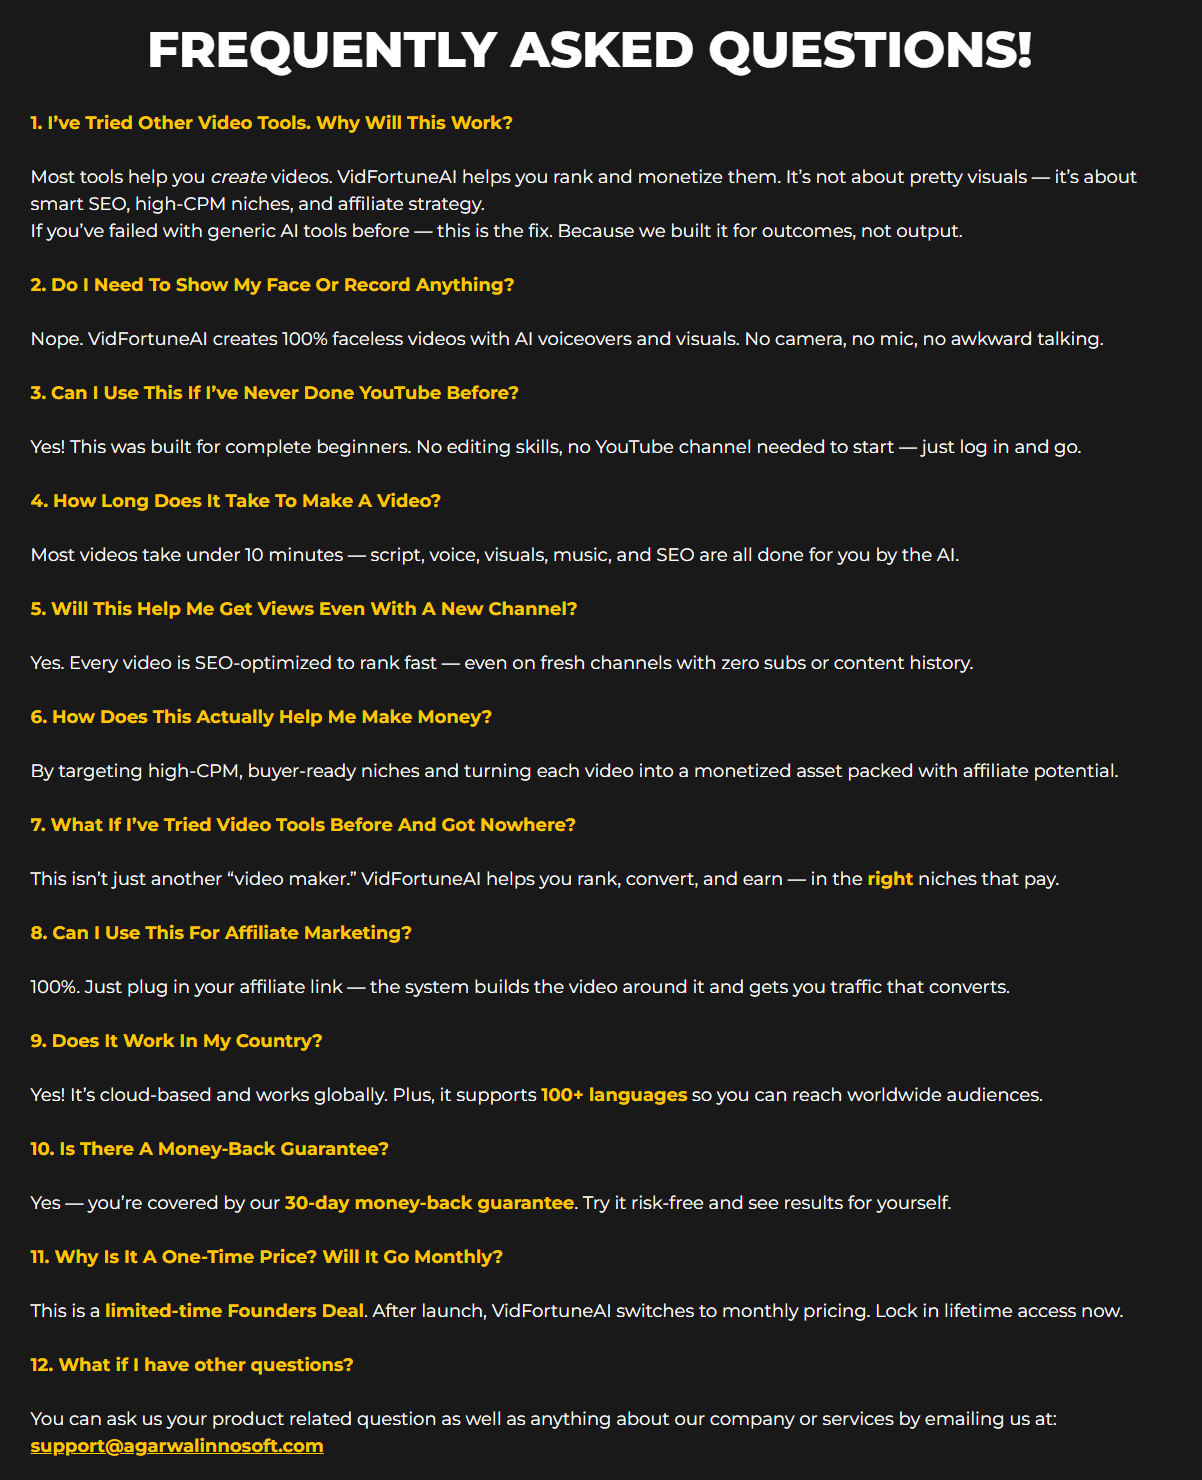 FREQUENTLY ASKED QUESTIONS!
1. I’ve Tried Other Video Tools. Why Will This Work?
Most tools help you create videos. VidFortuneAI helps you rank and monetize them. It’s not about pretty visuals — it’s about
smart SEO, high-CPM niches, and affiliate strategy.
If you’ve failed with generic AI tools before — this is the fix. Because we built it for outcomes, not output.
2. Do I Need To Show My Face Or Record Anything?
Nope. VidFortuneAI creates 100% faceless videos with AI voiceovers and visuals. No camera, no mic, no awkward talking.
3. Can I Use This If I’ve Never Done YouTube Before?
Yes! This was built for complete beginners. No editing skills, no YouTube channel needed to start — just log in and go.
4. How Long Does It Take To Make A Video?
Most videos take under 10 minutes — script, voice, visuals, music, and SEO are all done for you by the AI.
5. Will This Help Me Get Views Even With A New Channel?
Yes. Every video is SEO-optimized to rank fast — even on fresh channels with zero subs or content history.
6. How Does This Actually Help Me Make Money?
By targeting high-CPM, buyer-ready niches and turning each video into a monetized asset packed with affiliate potential.
7. What If I’ve Tried Video Tools Before And Got Nowhere?
This isn’t just another “video maker.” VidFortuneAI helps you rank, convert, and earn — in the right niches that pay.
8. Can I Use This For Affiliate Marketing?
100%. Just plug in your affiliate link — the system builds the video around it and gets you traffic that converts.
9. Does It Work In My Country?
Yes! It’s cloud-based and works globally. Plus, it supports 100+ languages so you can reach worldwide audiences.
10. Is There A Money-Back Guarantee?
Yes — you’re covered by our 30-day money-back guarantee. Try it risk-free and see results for yourself.
11. Why Is It A One-Time Price? Will It Go Monthly?
This is a limited-time Founders Deal. After launch, VidFortuneAI switches to monthly pricing. Lock in lifetime access now.
12. What if I have other questions?
You can ask us your product related question as well as anything about our company or services by emailing us at:
support@agarwalinnosoft.com